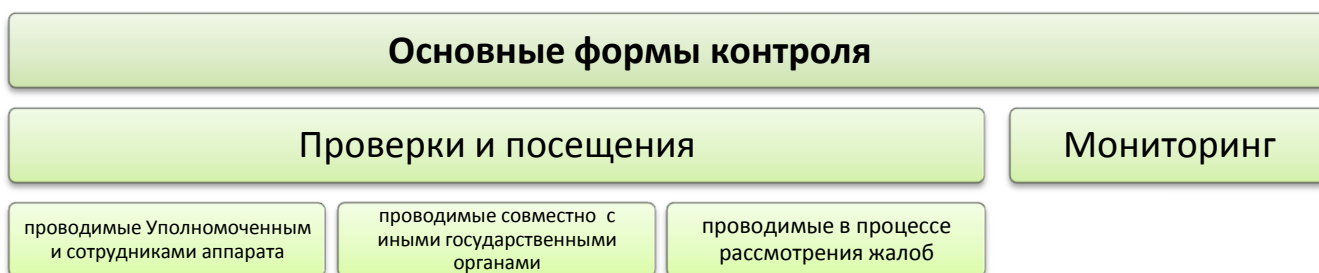 Основные формы контроля
Проверки и посещения
Мониторинг
проводимые Уполномоченным
и сотрудниками аппарата
проводимые совместно с
иными государственными
органами
проводимые в процессе
рассмотрения жалоб